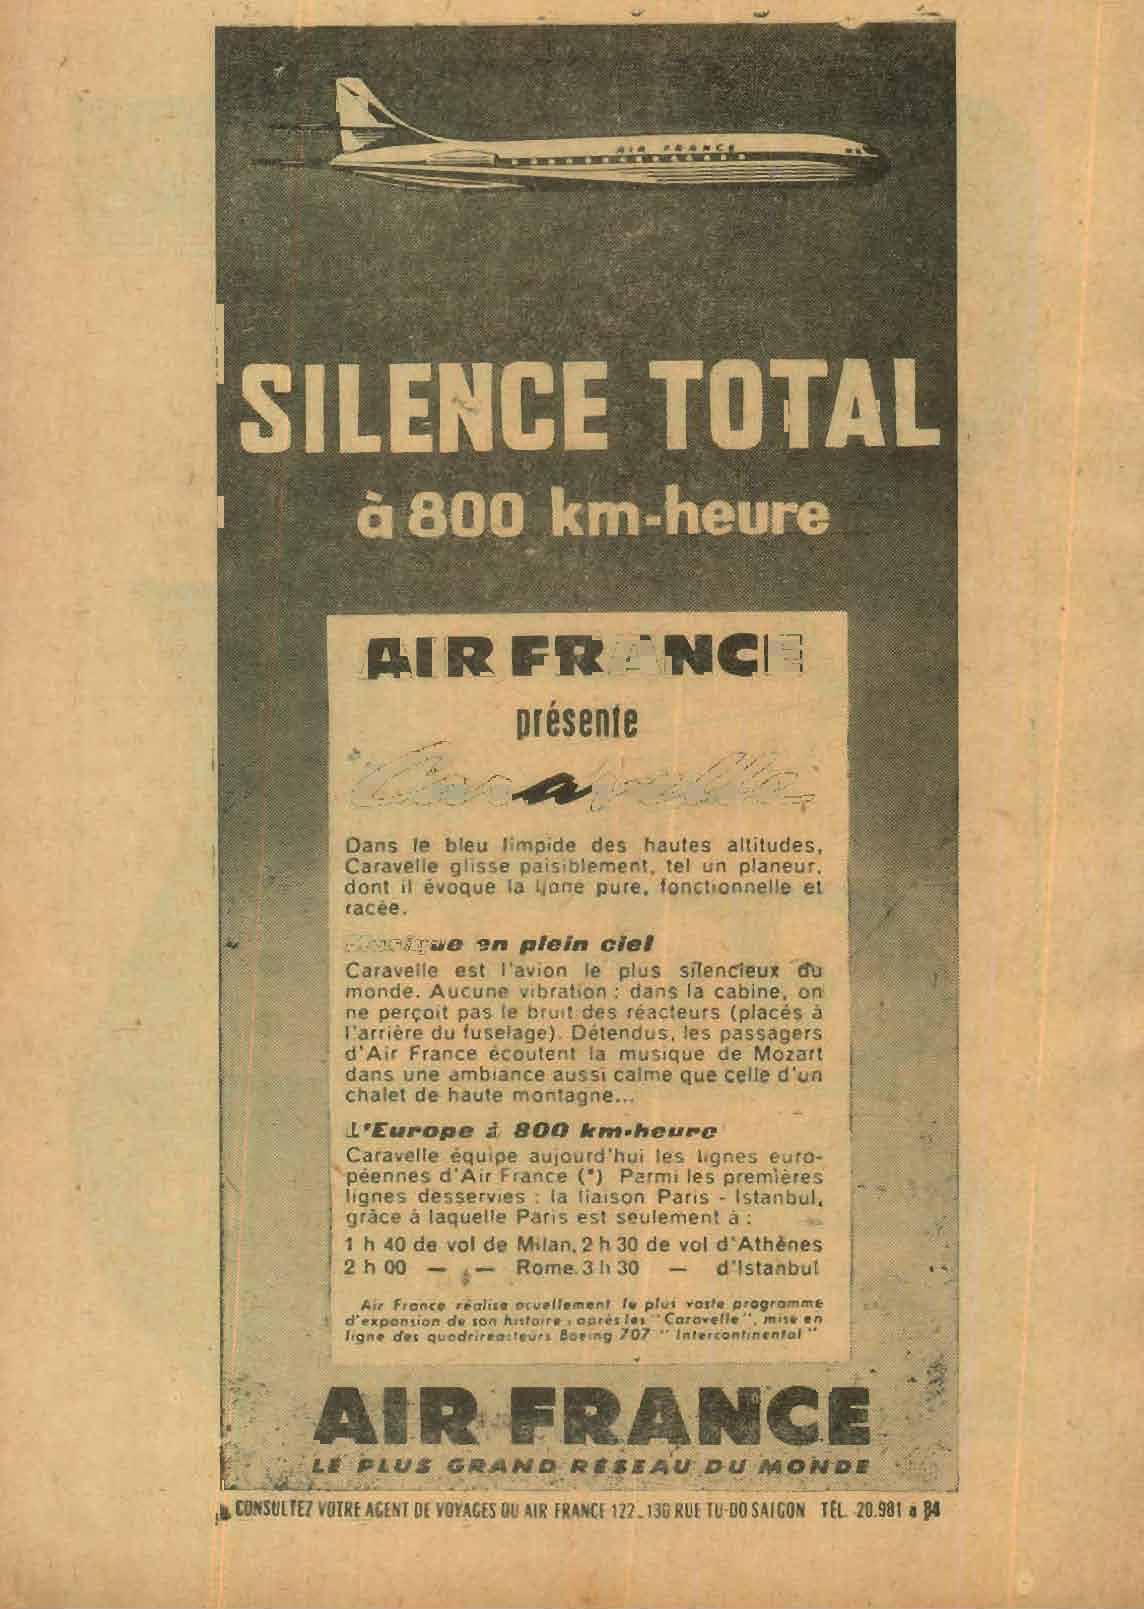 AIR FRANCE
SILENCE TOTAL
à 800 km-heure
AIR FRANCE
présente
Caravelle
Dans le bleu limpide des hautes altitudes,
Caravelle glisse paisiblement, tel un planeur,
dont il évoque la ligne pure, fonctionnelle et
racée.
Musique en plein ciel
Caravelle est l'avion le plus silencieux du
monde. Aucune vibration : dans la cabine, on
ne perçoit pas le bruit des réacteurs (placés à
l'arrière du fuselage). Détendus, les passagers
d'Air France écoutent la musique de Mozart
dans une ambiance aussi calme que celle d'un
chalet de haute montagne...
L'Europe à 800 km-heure
Caravelle équipe aujourd'hui les lignes euro-
péennes d'Air France (*) Parmi les premières
lignes desservies : la liaison Paris - Istanbul,
grâce à laquelle Paris est seulement à :
1 h 40 de vol de Milan, 2 h 30 de vol d'Athènes
2 h 00 — — Rome. 3 h 30 — d'Istanbul
Air France réalise acuellement le plus vaste programme
d'expansion de son histoire : après les "Caravelle", mise en
ligne des quadriréacteurs Boeing 707 "Intercontinental"
AIR FRANCE
LE PLUS GRAND RÉSEAU DU MONDE
CONSULTEZ VOTRE AGENT DE VOYAGES OU AIR FRANCE 122_130 RUE TU-DO SAIGON TÉL. 20.981 à 84